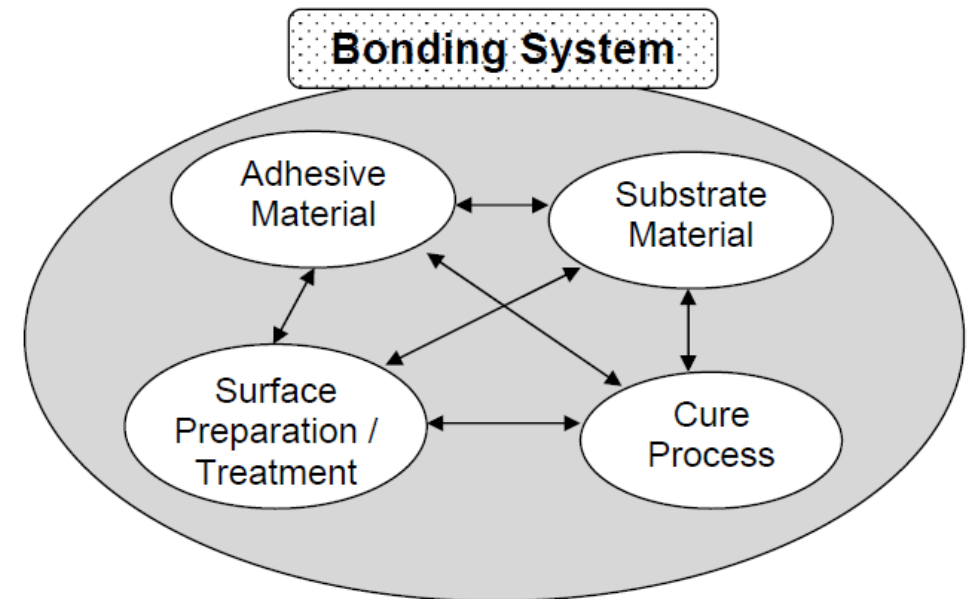 Bonding System
Adhesive
Material
Substrate
Material
Surface
Preparation /
Treatment
Cure
Process